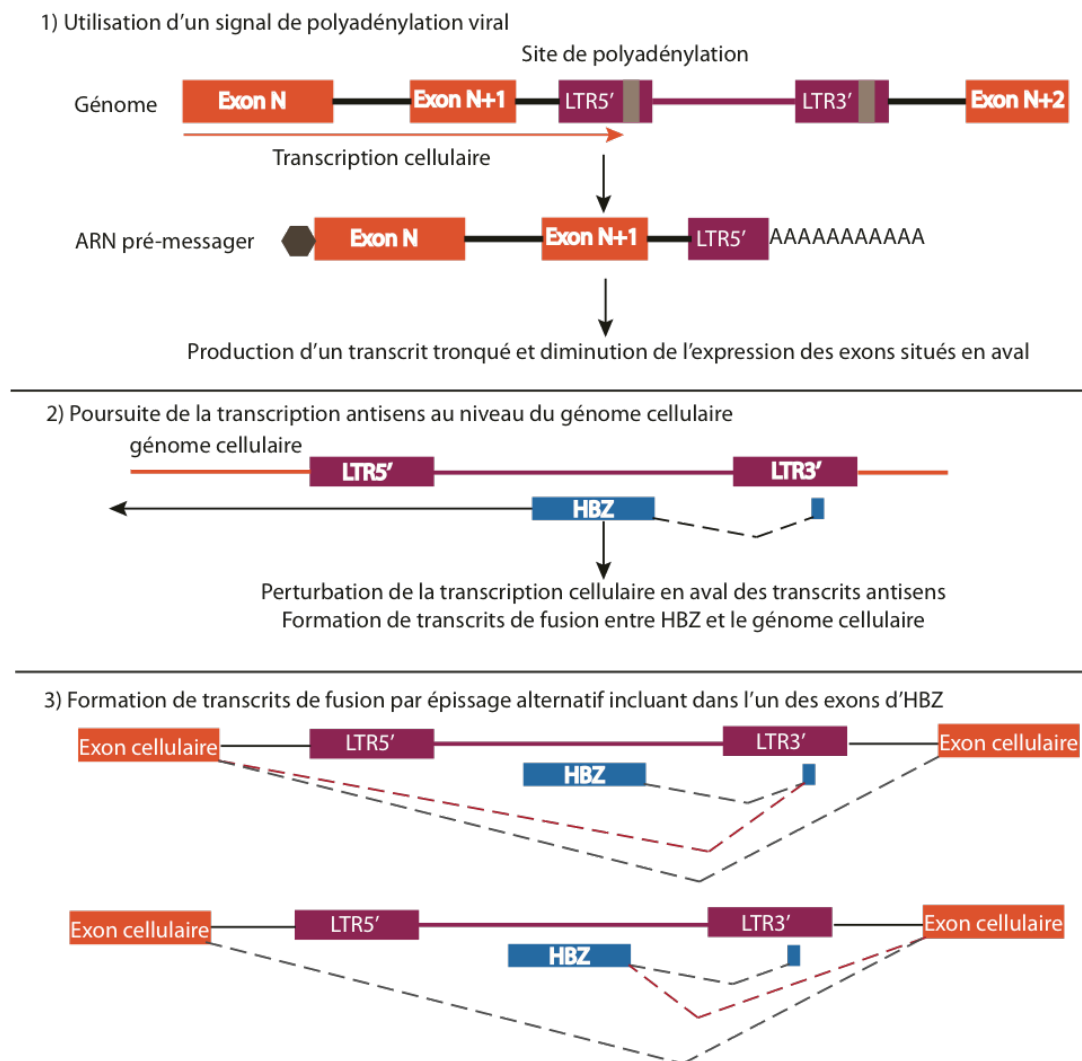 1) Utilisation d'un signal de polyadénylation viral
Site de polyadénylation
Génome
Exon N
Exon N+1
LTR5'
LTR3'
Exon N+2
Transcription cellulaire
ARN pré-messager
Exon N
Exon N+1
LTR5'
AAAAAAAAAAA
Production d'un transcrit tronqué et diminution de l'expression des exons situés en aval
2) Poursuite de la transcription antisens au niveau du génome cellulaire
génome cellulaire
LTR5'
LTR3'
HBZ
Perturbation de la transcription cellulaire en aval des transcrits antisens
Formation de transcrits de fusion entre HBZ et le génome cellulaire
3) Formation de transcrits de fusion par épissage alternatif incluant dans l'un des exons d'HBZ
Exon cellulaire
LTR5'
LTR3'
Exon cellulaire
HBZ
Exon cellulaire
LTR5'
LTR3'
Exon cellulaire
HBZ